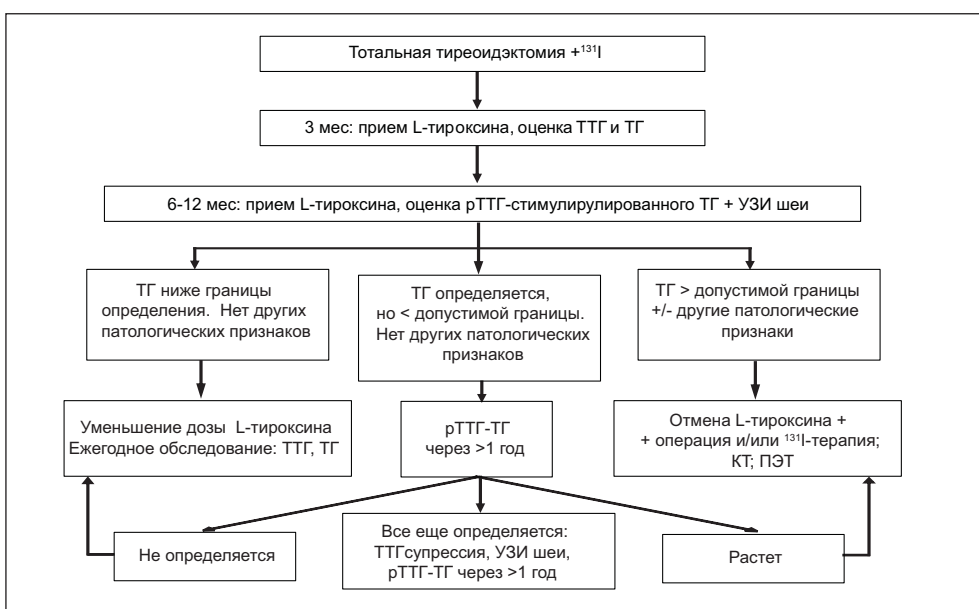 Тотальная тиреоидэктомия +¹³¹I
3 мес: прием L-тироксина, оценка ТТГ и ТГ
6-12 мес: прием L-тироксина, оценка рТТГ-стимулирулированного ТГ + УЗИ шеи
ТГ ниже границы
определения. Нет других
патологических признаков
ТГ определяется,
но < допустимой границы.
Нет других патологических
признаков
ТГ > допустимой границы
+/- другие патологические
признаки
Уменьшение дозы L-тироксина
Ежегодное обследование: ТТГ, ТГ
рТТГ-ТГ
через >1 год
Отмена L-тироксина +
+ операция и/или ¹³¹I-терапия;
КТ; ПЭТ
Не определяется
Все еще определяется:
ТТГсупрессия, УЗИ шеи,
рТТГ-ТГ через >1 год
Растет